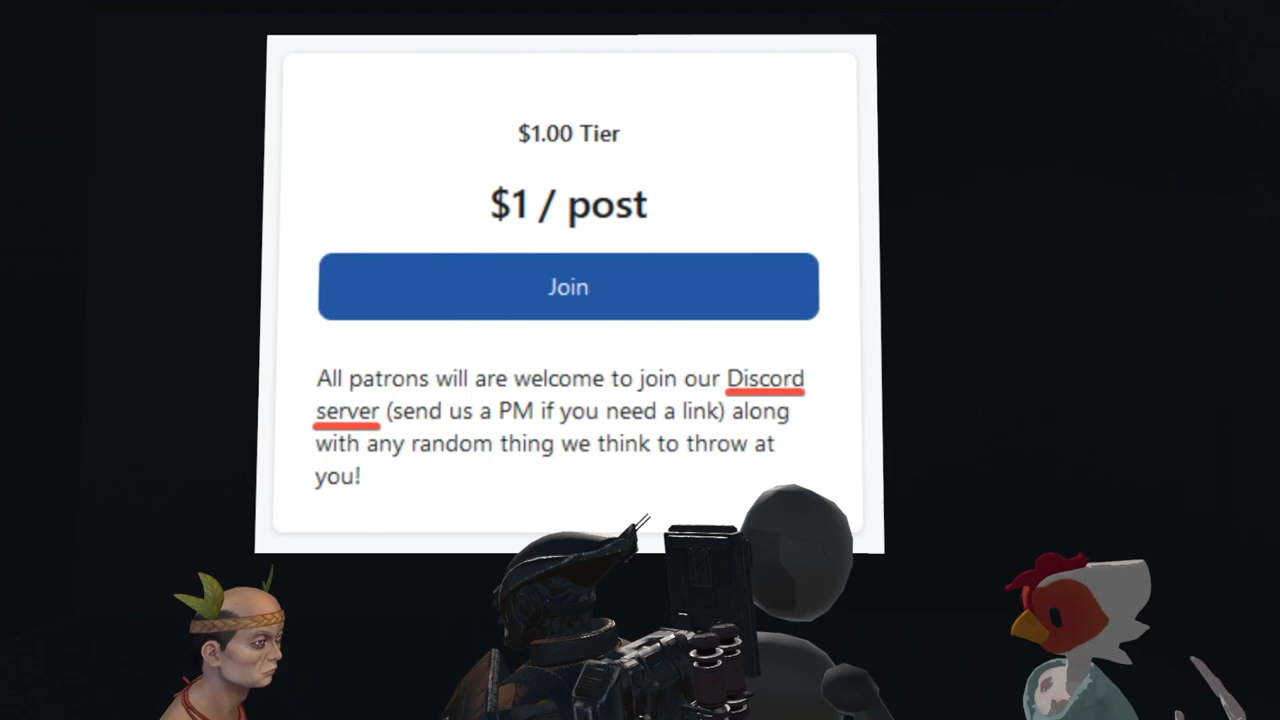 $1.00 Tier
$1 / post
Join
All patrons will are welcome to join our Discord
server (send us a PM if you need a link) along
with any random thing we think to throw at
you!